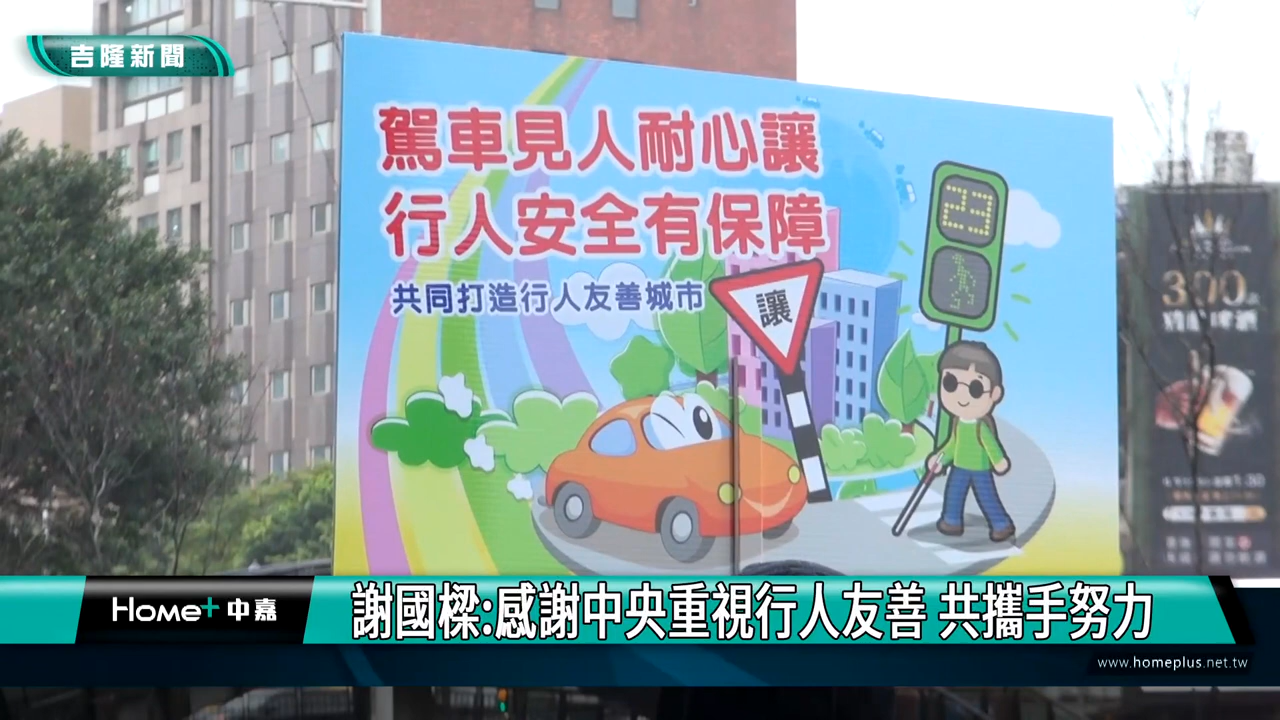 吉隆新聞
駕車見人耐心讓
行人安全有保障
共同打造行人友善城市
讓
23
300
Home+中嘉
謝國樑:感謝中央重視行人友善 共攜手努力
www.homeplus.net.tw